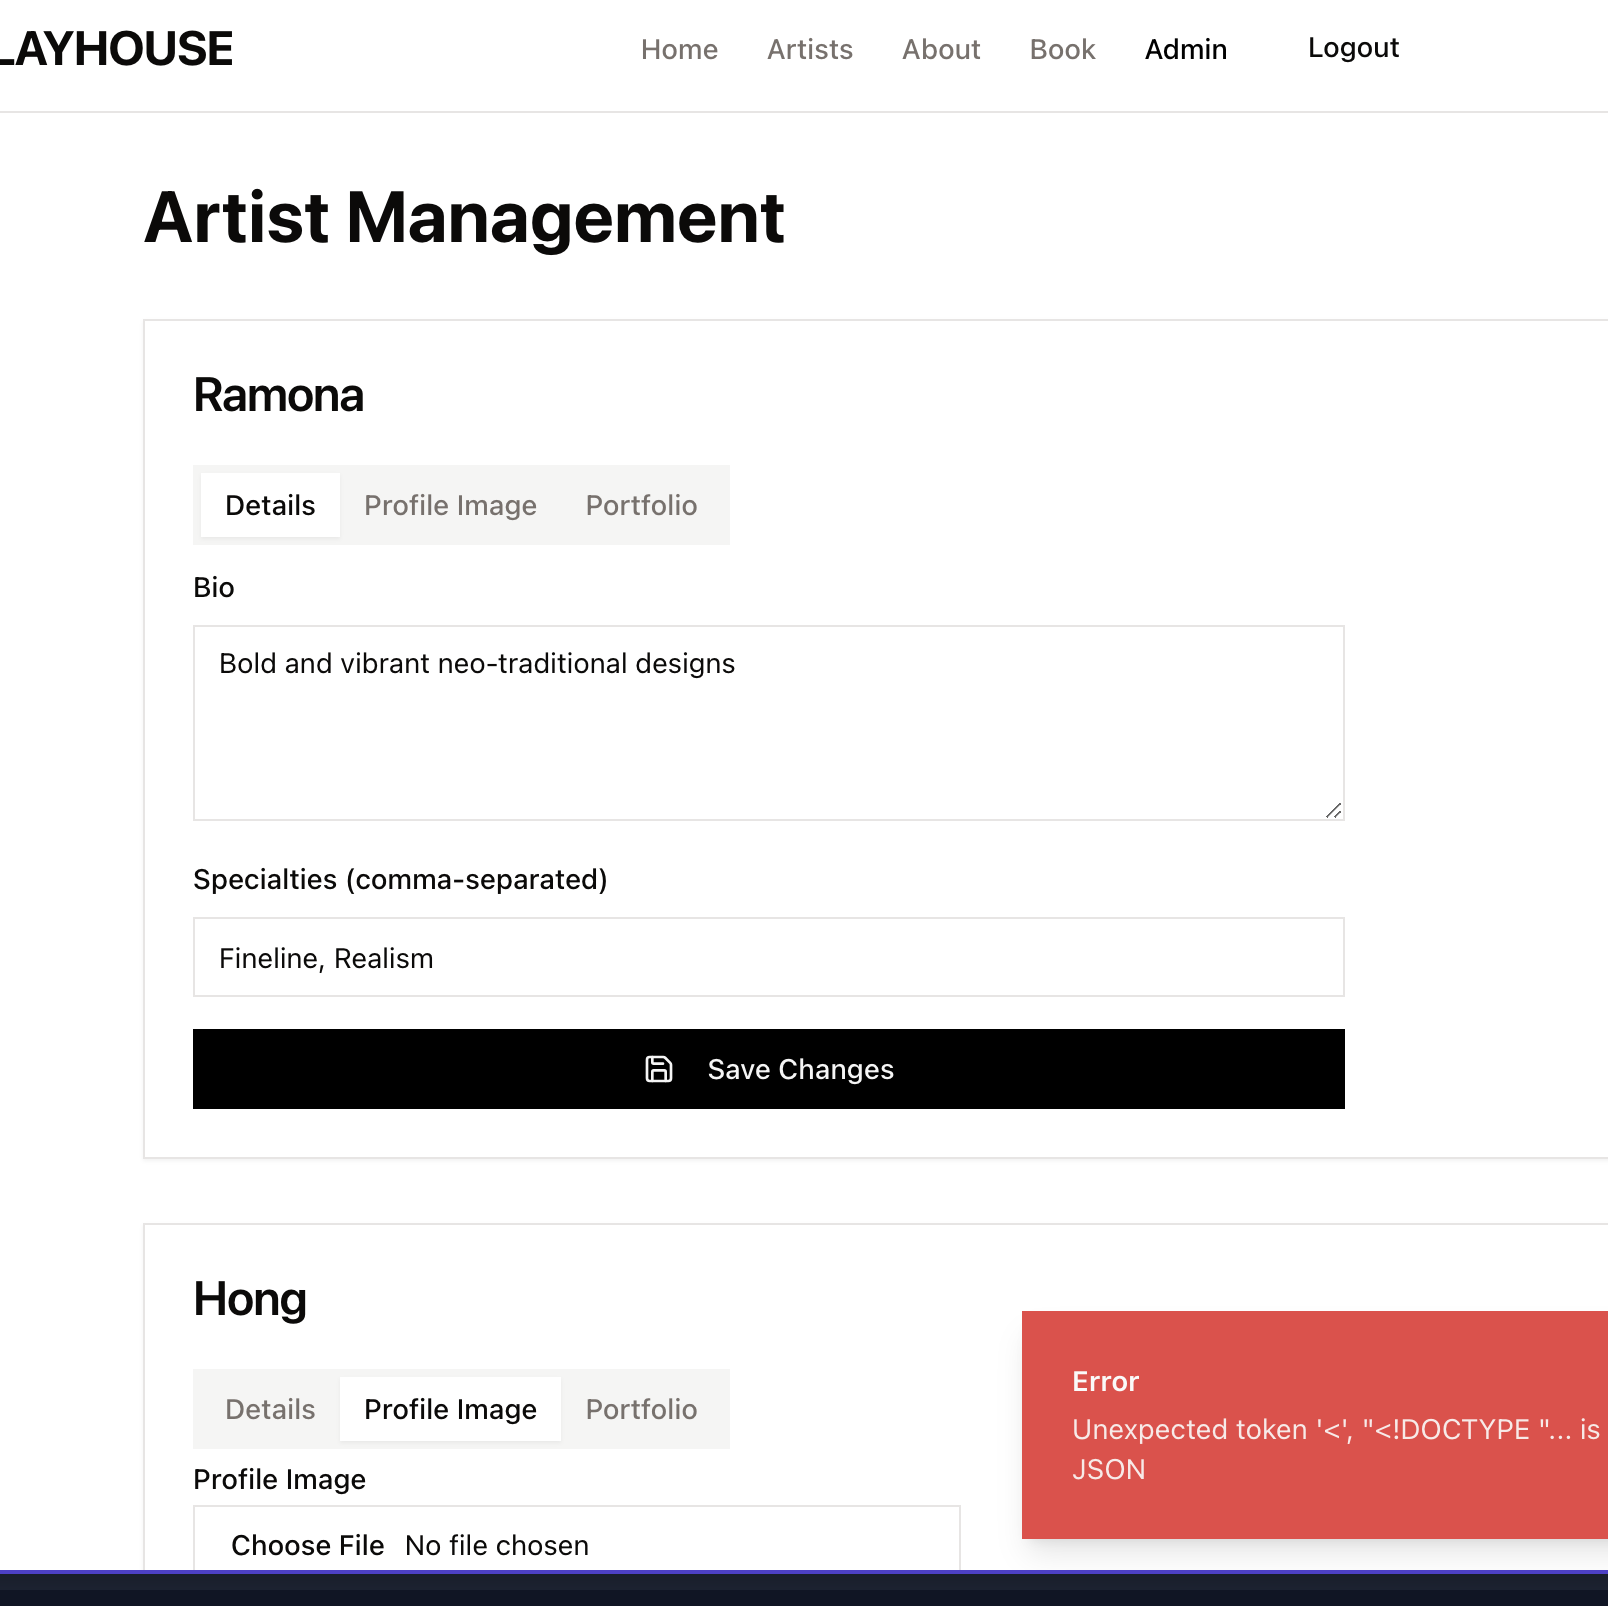 LAYHOUSE
Home Artists About Book Admin Logout
Artist Management
Ramona
Details Profile Image Portfolio
Bio
Bold and vibrant neo-traditional designs
Specialties (comma-separated)
Fineline, Realism
Save Changes
Hong
Details Profile Image Portfolio
Error
Unexpected token '<', "<!DOCTYPE "... is
JSON
Profile Image
Choose File No file chosen